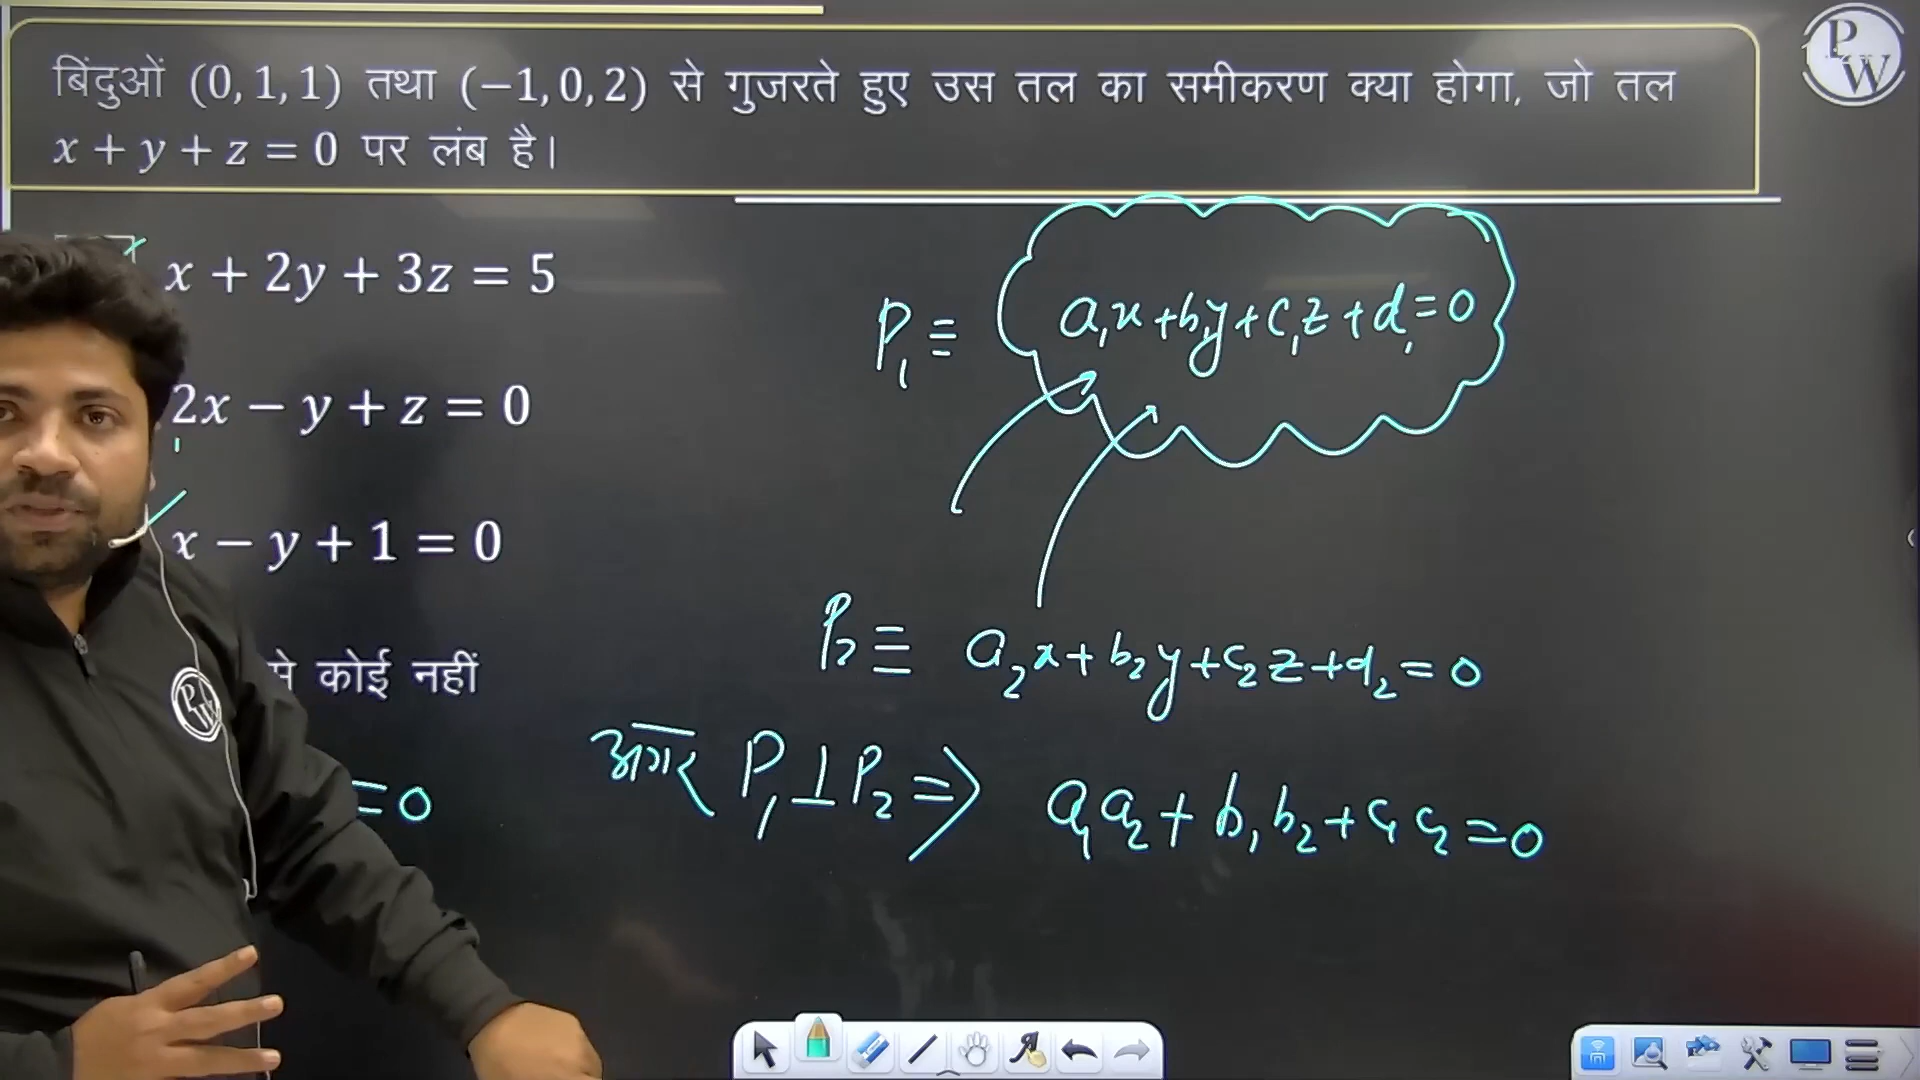 बिंदुओं (0, 1, 1) तथा (−1, 0, 2) से गुजरते हुए उस तल का समीकरण क्या होगा, जो तल
x + y + z = 0 पर लंब है।
PW
x + 2y + 3z = 5
2x − y + z = 0
x − y + 1 = 0
से कोई नहीं
= 0
P₁ ≡ a₁x + b₁y + c₁z + d₁ = 0
P₂ ≡ a₂x + b₂y + c₂z + d₂ = 0
अगर P₁ ⊥ P₂ ⇒ a₁a₂ + b₁b₂ + c₁c₂ = 0
PW